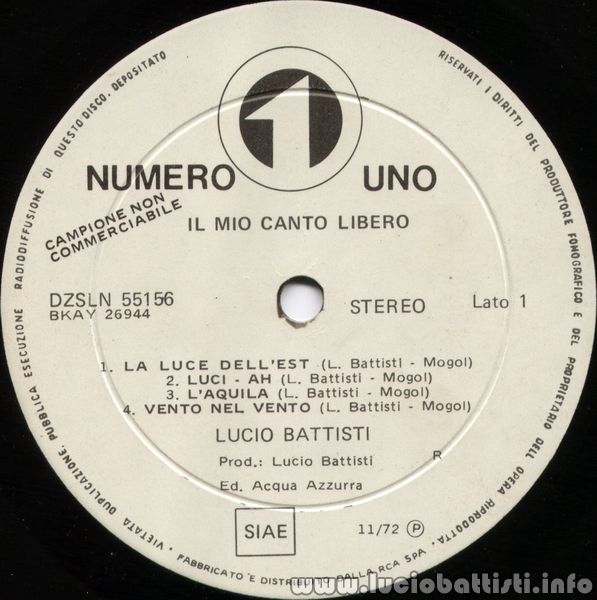 1
NUMERO UNO
CAMPIONE NON
COMMERCIABILE
IL MIO CANTO LIBERO
DZSLN 55156
BKAY 26944
STEREO
Lato 1
1. LA LUCE DELL'EST (L. Battisti - Mogol)
2. LUCI - AH (L. Battisti - Mogol)
3. L'AQUILA (L. Battisti - Mogol)
4. VENTO NEL VENTO (L. Battisti - Mogol)
LUCIO BATTISTI
Prod.: Lucio Battisti
R
Ed. Acqua Azzurra
SIAE
11/72 Ⓟ
RISERVATI I DIRITTI DEL PRODUTTORE FONOGRAFICO E DEL PROPRIETARIO DELL'OPERA RIPRODOTTA. VIETATA DUPLICAZIONE, PUBBLICA ESECUZIONE RADIODIFFUSIONE DI QUESTO DISCO. DEPOSITATO
FABBRICATO E DISTRIBUITO DALLA RCA SPA
www.luciobattisti.info